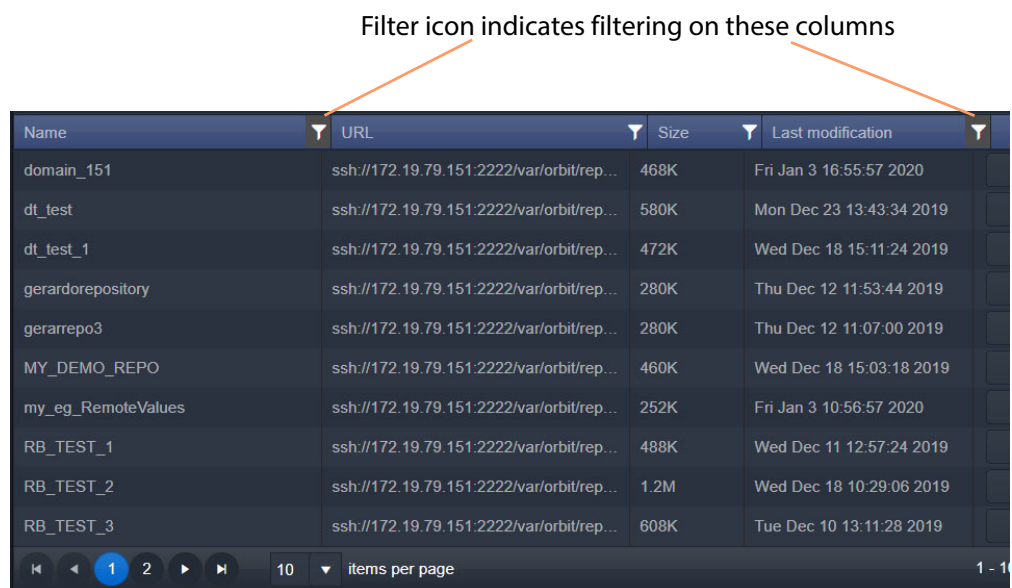 Filter icon indicates filtering on these columns
Name URL Size Last modification
domain_151 ssh://172.19.79.151:2222/var/orbit/rep... 468K Fri Jan 3 16:55:57 2020
dt_test ssh://172.19.79.151:2222/var/orbit/rep... 580K Mon Dec 23 13:43:34 2019
dt_test_1 ssh://172.19.79.151:2222/var/orbit/rep... 472K Wed Dec 18 15:11:24 2019
gerardorepository ssh://172.19.79.151:2222/var/orbit/rep... 280K Thu Dec 12 11:53:44 2019
gerarrepo3 ssh://172.19.79.151:2222/var/orbit/rep... 280K Thu Dec 12 11:07:00 2019
MY_DEMO_REPO ssh://172.19.79.151:2222/var/orbit/rep... 460K Wed Dec 18 15:03:18 2019
my_eg_RemoteValues ssh://172.19.79.151:2222/var/orbit/rep... 252K Fri Jan 3 10:56:57 2020
RB_TEST_1 ssh://172.19.79.151:2222/var/orbit/rep... 488K Wed Dec 11 12:57:24 2019
RB_TEST_2 ssh://172.19.79.151:2222/var/orbit/rep... 1.2M Wed Dec 18 10:29:06 2019
RB_TEST_3 ssh://172.19.79.151:2222/var/orbit/rep... 608K Tue Dec 10 13:11:28 2019
1 2 10 items per page 1 - 10